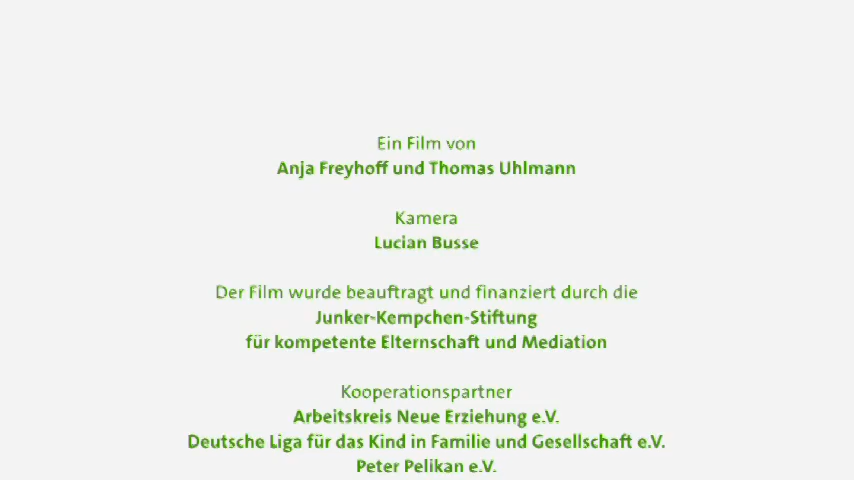 Ein Film von
Anja Freyhoff und Thomas Uhlmann
Kamera
Lucian Busse
Der Film wurde beauftragt und finanziert durch die
Junker-Kempchen-Stiftung
für kompetente Elternschaft und Mediation
Kooperationspartner
Arbeitskreis Neue Erziehung e.V.
Deutsche Liga für das Kind in Familie und Gesellschaft e.V.
Peter Pelikan e.V.